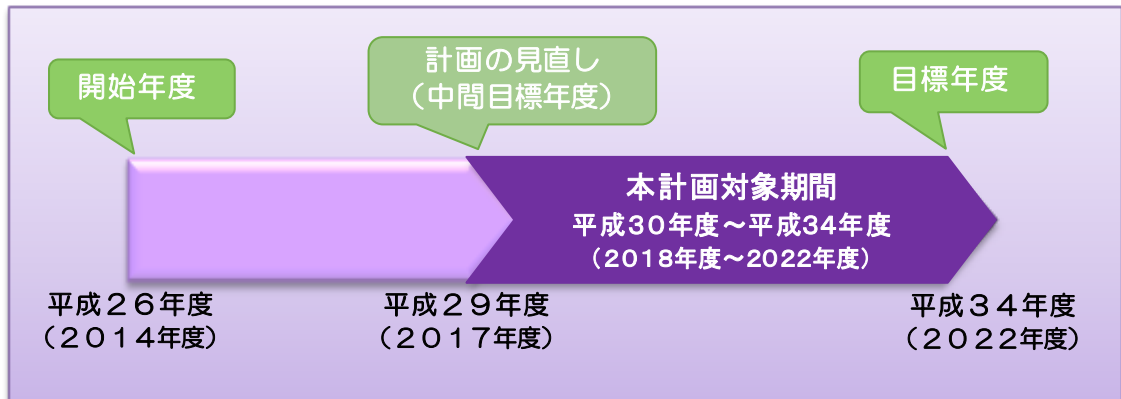 開始年度
計画の見直し
（中間目標年度）
目標年度
本計画対象期間
平成３０年度～平成３４年度
（２０１８年度～２０２２年度）
平成２６年度
（２０１４年度）
平成２９年度
（２０１７年度）
平成３４年度
（２０２２年度）